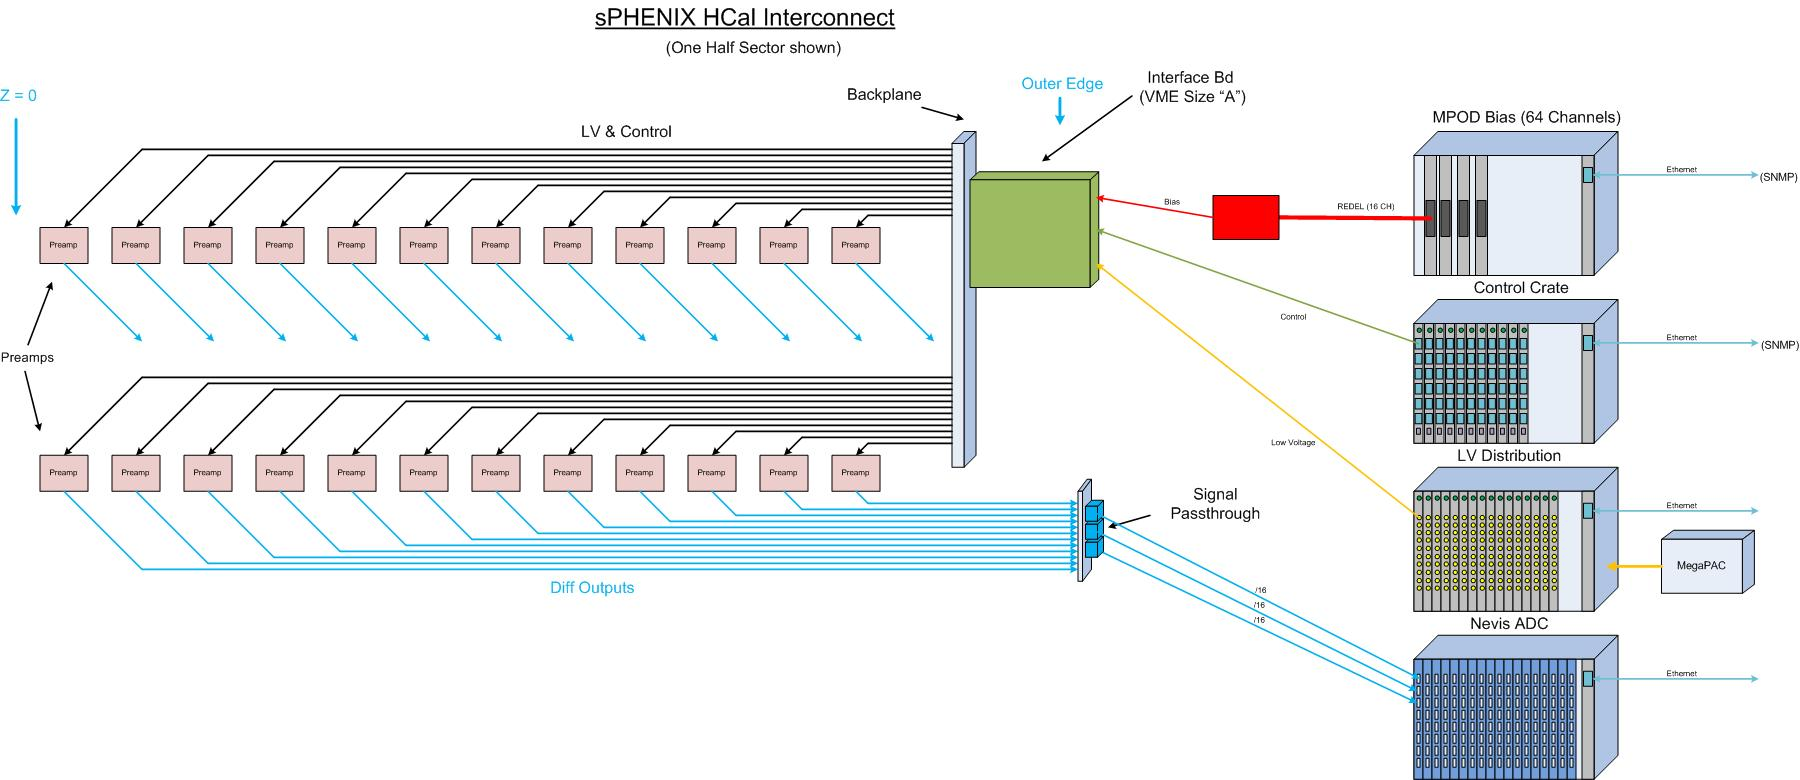 sPHENIX HCal Interconnect
(One Half Sector shown)
Z = 0
LV & Control
Backplane
Outer Edge
Interface Bd
(VME Size “A”)
MPOD Bias (64 Channels)
Ethernet
(SNMP)
Bias
REDEL (16 CH)
Preamp
Preamp
Preamp
Preamp
Preamp
Preamp
Preamp
Preamp
Preamp
Preamp
Preamp
Preamp
Control Crate
Control
Ethernet
(SNMP)
Preamps
Low Voltage
LV Distribution
Preamp
Preamp
Preamp
Preamp
Preamp
Preamp
Preamp
Preamp
Preamp
Preamp
Preamp
Preamp
Signal
Passthrough
Ethernet
MegaPAC
Diff Outputs
/16
/16
/16
Nevis ADC
Ethernet